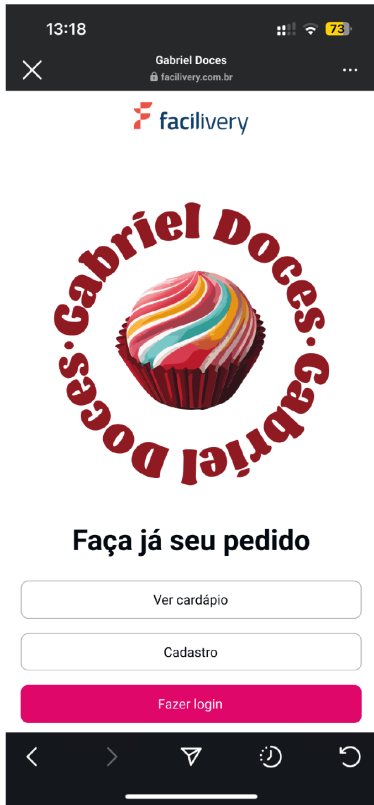 13:18
73
Gabriel Doces
facilivery.com.br
facilivery
Gabriel Doces · Gabriel Doces ·
Faça já seu pedido
Ver cardápio
Cadastro
Fazer login